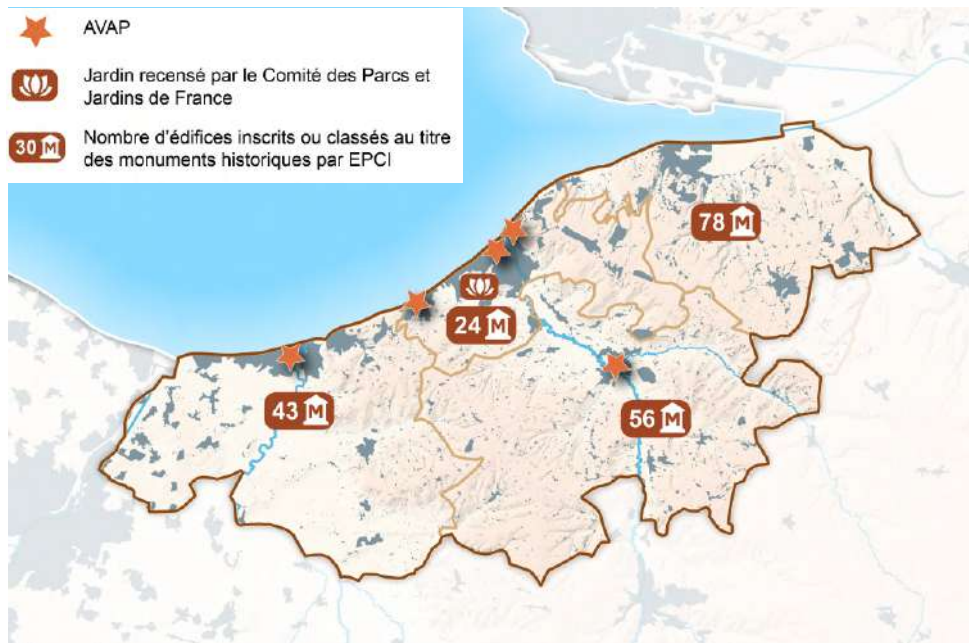 AVAP
Jardin recensé par le Comité des Parcs et
Jardins de France
30 M
Nombre d'édifices inscrits ou classés au titre
des monuments historiques par EPCI
78 M
24 M
43 M
56 M